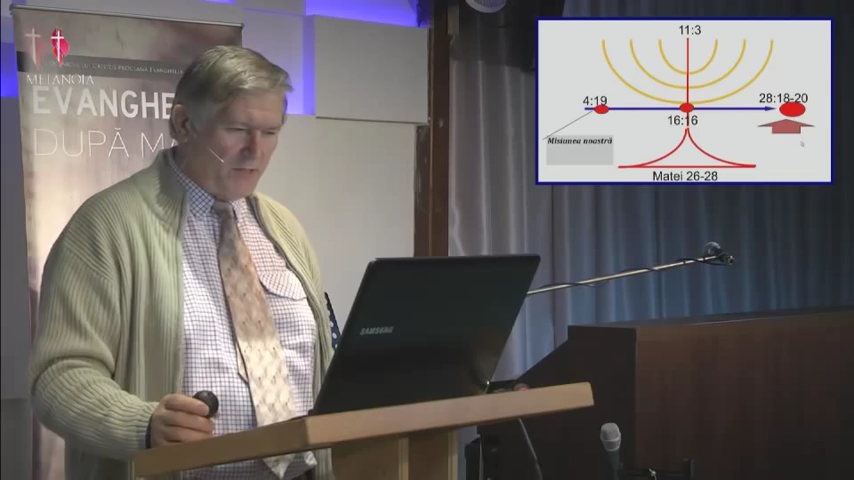 METANOIA
EVANGHE
DUPĂ MA
SAMSUNG
11:3
4:19
28:18-20
16:16
Misiunea noastră
Matei 26-28